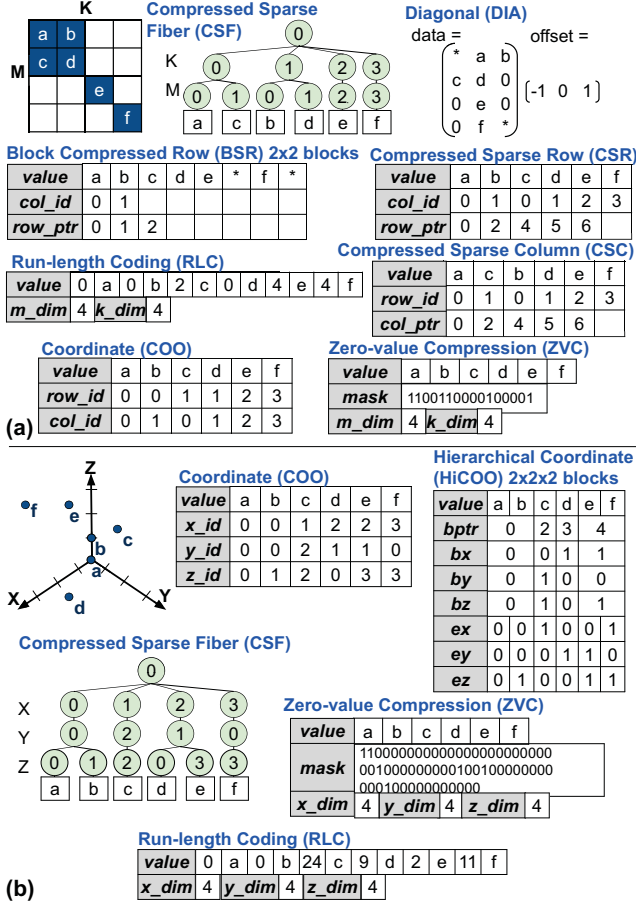 K
M
a b
c d
e
f
Compressed Sparse
Fiber (CSF)
0
K 0 1 2 3
M 0 1 0 1 2 3
a c b d e f
Diagonal (DIA)
data = offset =
* a b
c d 0
0 e 0
0 f *
-1 0 1
Block Compressed Row (BSR) 2x2 blocks
value a b c d e * f *
col_id 0 1
row_ptr 0 1 2
Compressed Sparse Row (CSR)
value a b c d e f
col_id 0 1 0 1 2 3
row_ptr 0 2 4 5 6
Run-length Coding (RLC)
value 0 a 0 b 2 c 0 d 4 e 4 f
m_dim 4 k_dim 4
Compressed Sparse Column (CSC)
value a c b d e f
row_id 0 1 0 1 2 3
col_ptr 0 2 4 5 6
Coordinate (COO)
value a b c d e f
row_id 0 0 1 1 2 3
col_id 0 1 0 1 2 3
Zero-value Compression (ZVC)
value a b c d e f
mask 1100110000100001
m_dim 4 k_dim 4
(a)
Z
f e
c
b
a
X d Y
Coordinate (COO)
value a b c d e f
x_id 0 0 1 2 2 3
y_id 0 0 2 1 1 0
z_id 0 1 2 0 3 3
Hierarchical Coordinate
(HiCOO) 2x2x2 blocks
value a b c d e f
bptr 0 2 3 4
bx 0 0 1 1
by 0 1 0 0
bz 0 1 0 1
ex 0 0 1 0 0 1
ey 0 0 0 1 1 0
ez 0 1 0 0 1 1
Compressed Sparse Fiber (CSF)
0
X 0 1 2 3
Y 0 2 1 0
Z 0 1 2 0 3 3
a b c d e f
Zero-value Compression (ZVC)
value a b c d e f
mask
11000000000000000000000
00100000000010010000000
000100000000000
x_dim 4 y_dim 4 z_dim 4
Run-length Coding (RLC)
value 0 a 0 b 24 c 9 d 2 e 11 f
x_dim 4 y_dim 4 z_dim 4
(b)